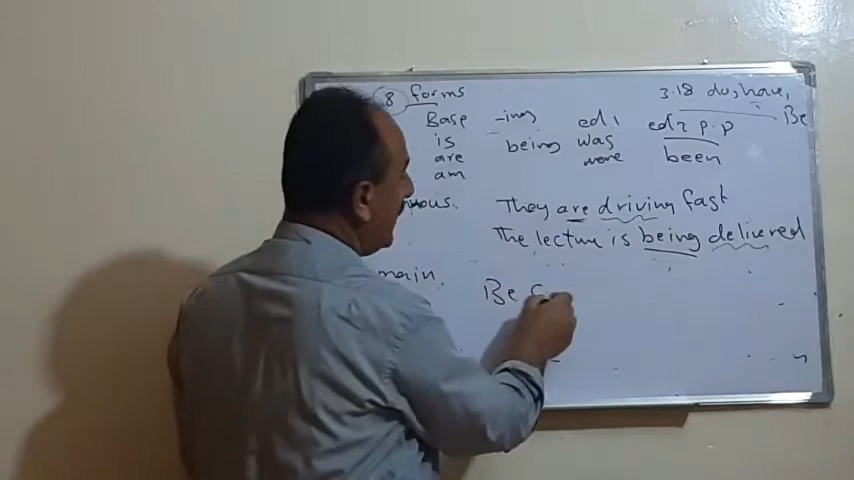 8 forms 3.18 do, have,
Base -ing ed1 ed2 p.p Be
is being was been
are were
am
They are driving fast
The lecture is being delivered
main Be